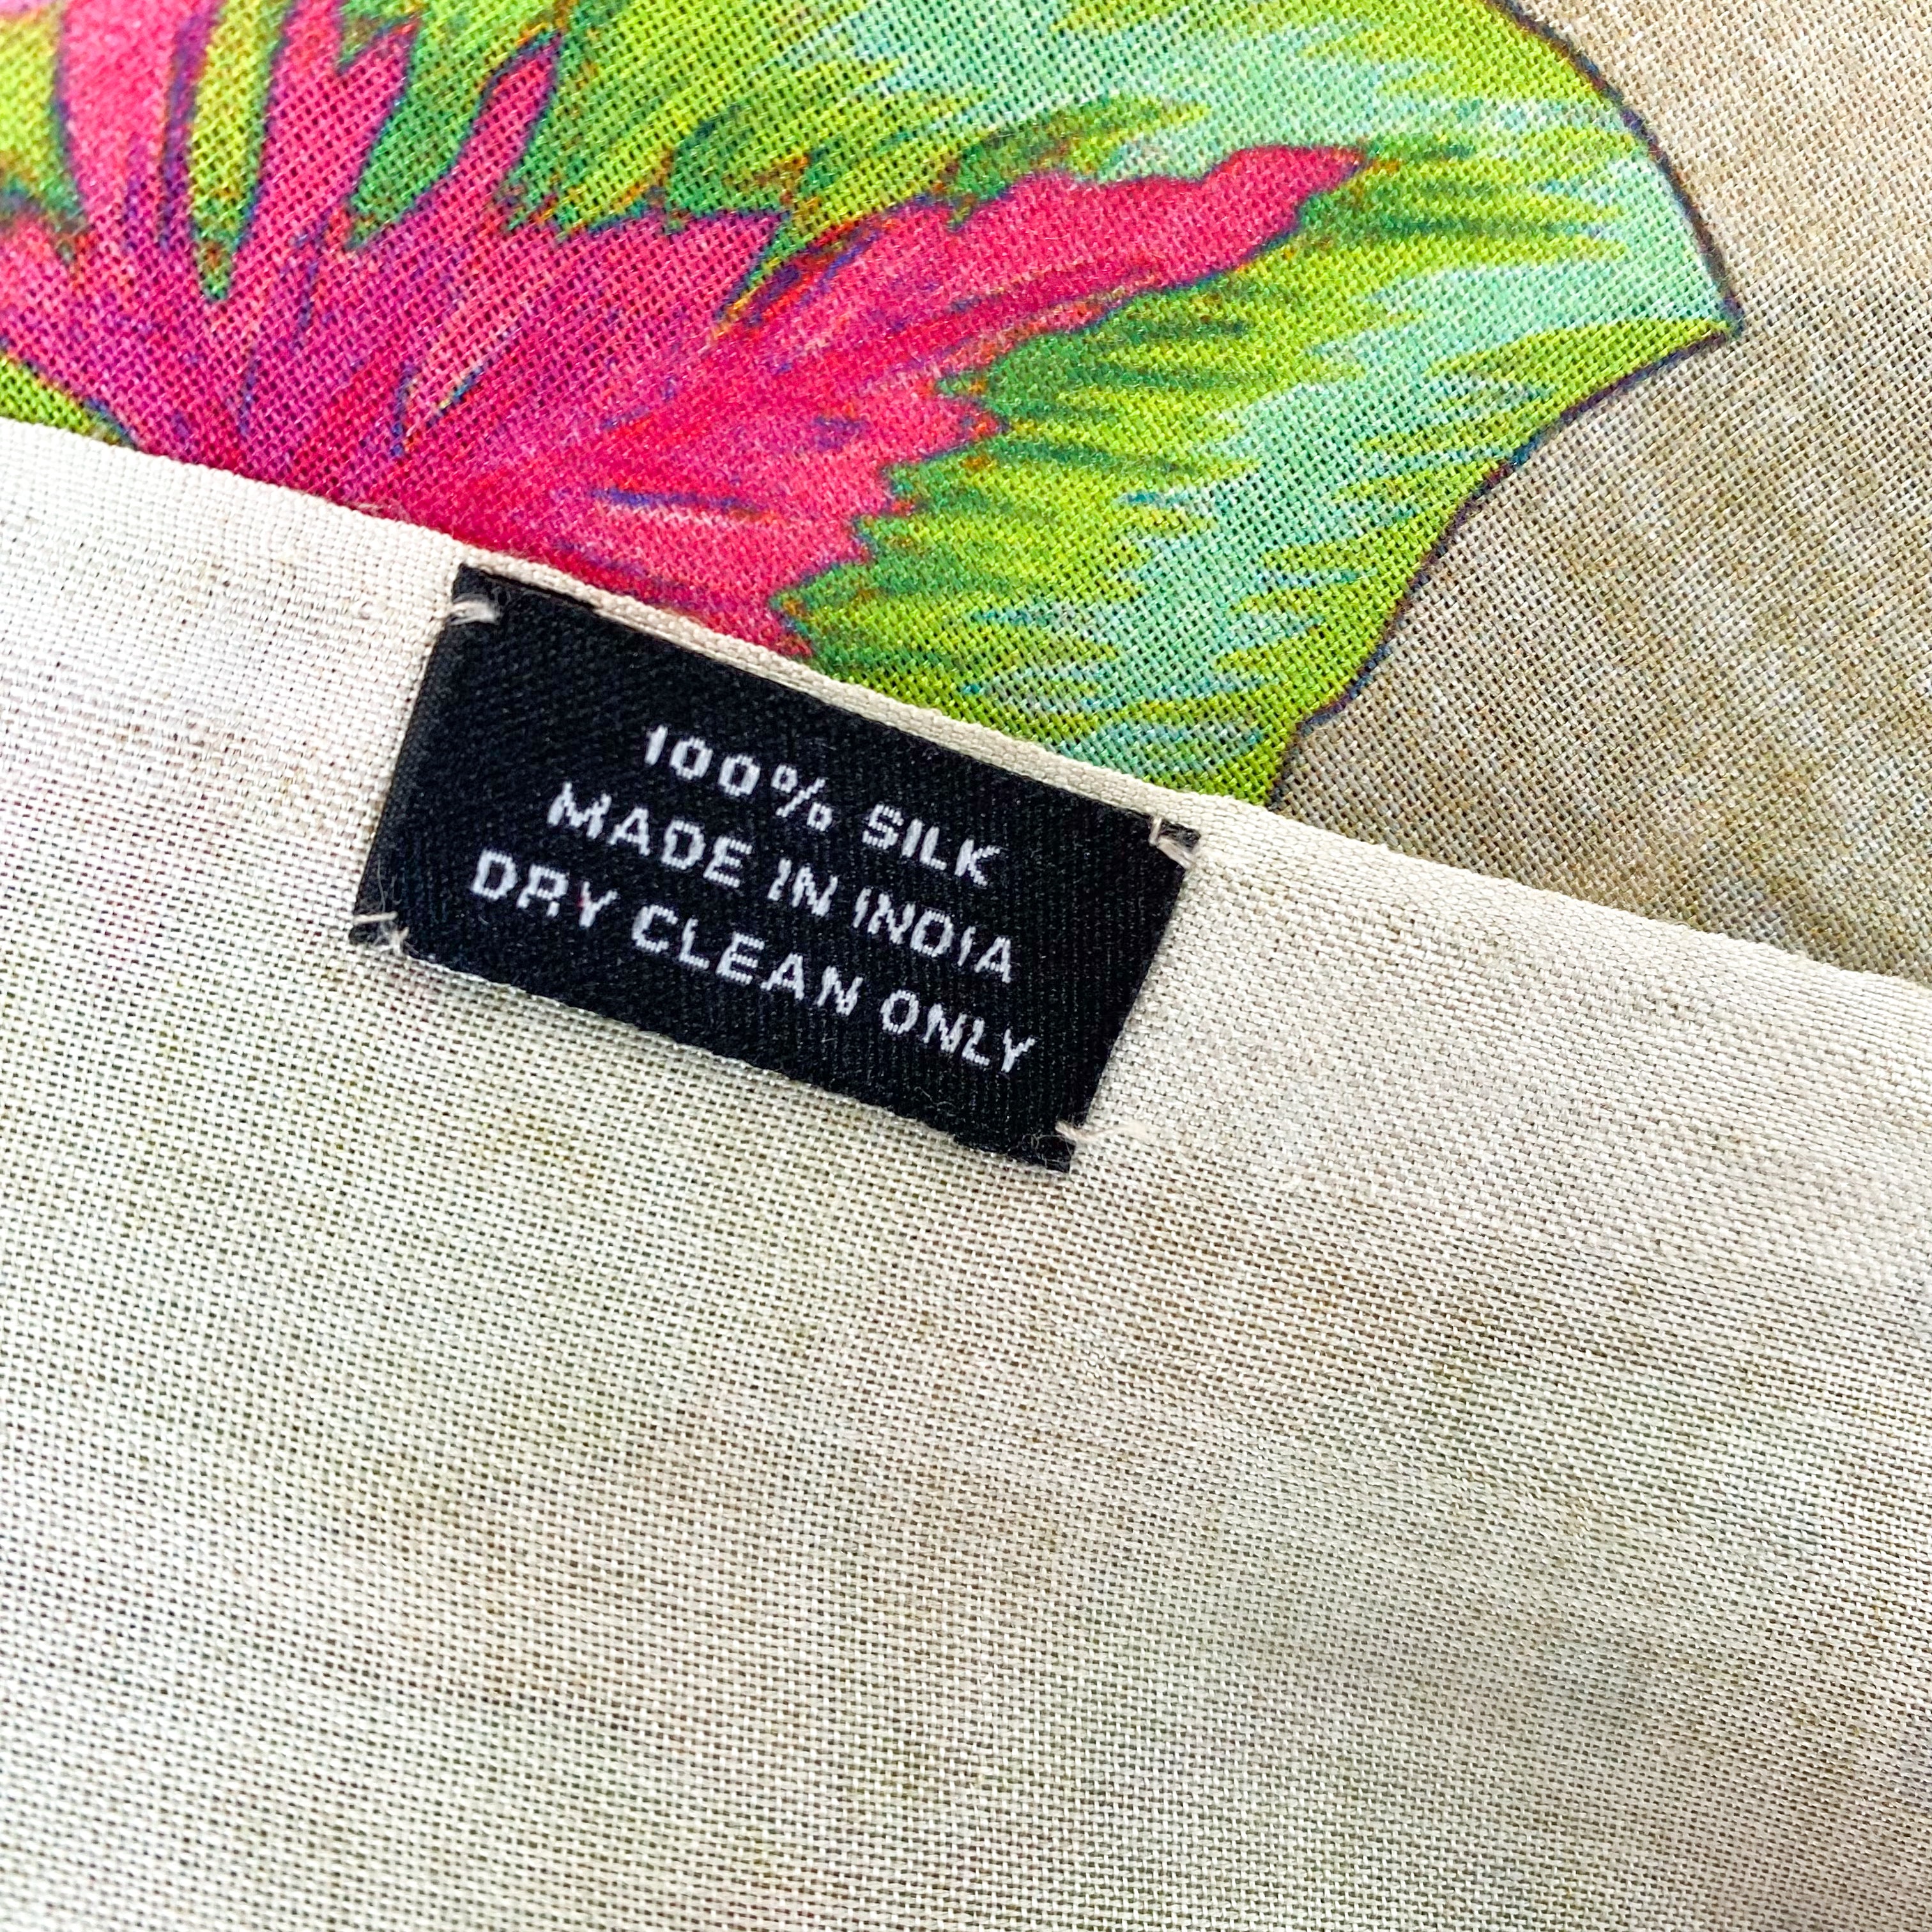 100% SILK
MADE IN INDIA
DRY CLEAN ONLY